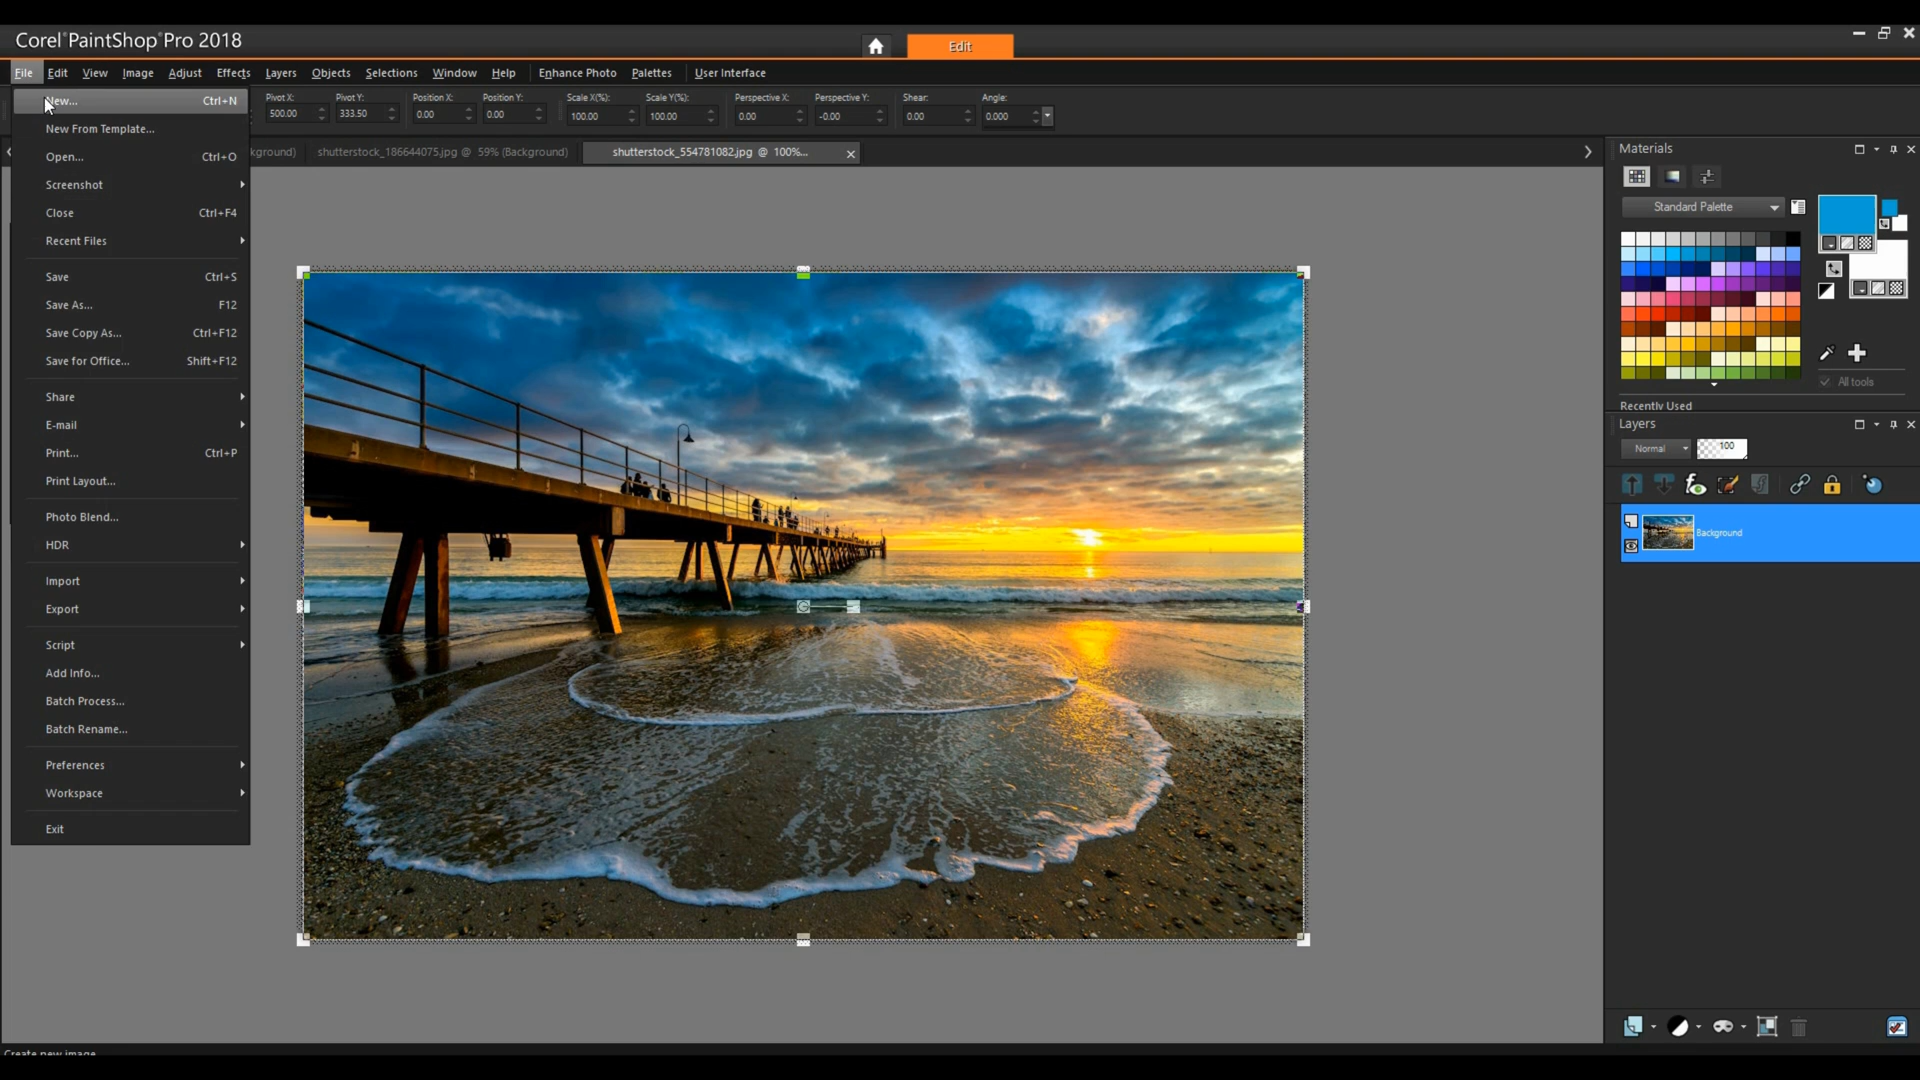 Corel PaintShop Pro 2018
Edit
File Edit View Image Adjust Effects Layers Objects Selections Window Help Enhance Photo Palettes User Interface
Pivot X: Pivot Y: Position X: Position Y: Scale X(%): Scale Y(%): Perspective X: Perspective Y: Shear: Angle:
500.00 333.50 0.00 0.00 100.00 100.00 0.00 -0.00 0.00 0.000
kground) shutterstock_186644075.jpg @ 59% (Background) shutterstock_554781082.jpg @ 100%...
New... Ctrl+N
New From Template...
Open... Ctrl+O
Screenshot
Close Ctrl+F4
Recent Files
Save Ctrl+S
Save As... F12
Save Copy As... Ctrl+F12
Save for Office... Shift+F12
Share
E-mail
Print... Ctrl+P
Print Layout...
Photo Blend...
HDR
Import
Export
Script
Add Info...
Batch Process...
Batch Rename...
Preferences
Workspace
Exit
Materials
Standard Palette
All tools
Recently Used
Layers
Normal 100
Background
Create new image